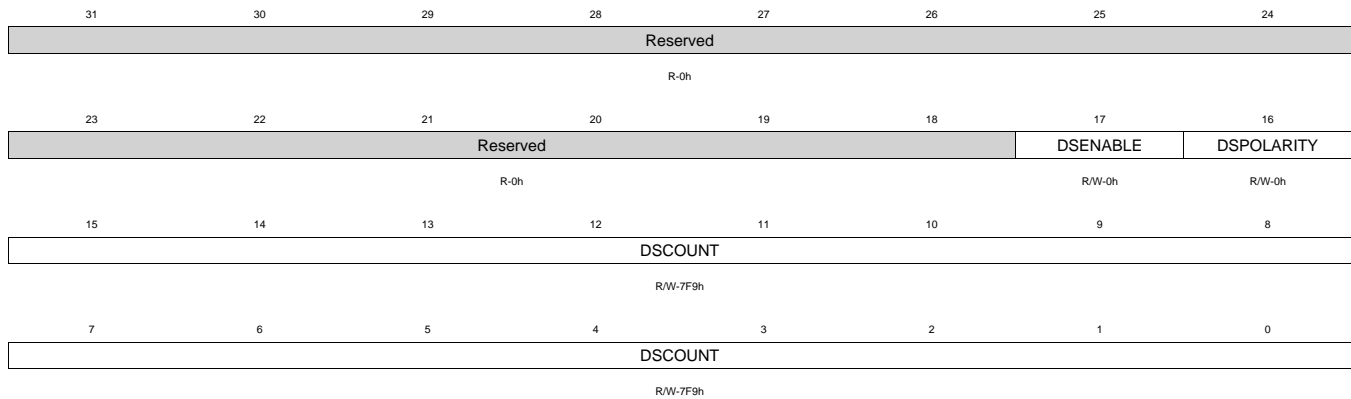 31 30 29 28 27 26 25 24
Reserved
R-0h
23 22 21 20 19 18 17 16
Reserved DSENABLE DSPOLARITY
R-0h R/W-0h R/W-0h
15 14 13 12 11 10 9 8
DSCOUNT
R/W-7F9h
7 6 5 4 3 2 1 0
DSCOUNT
R/W-7F9h